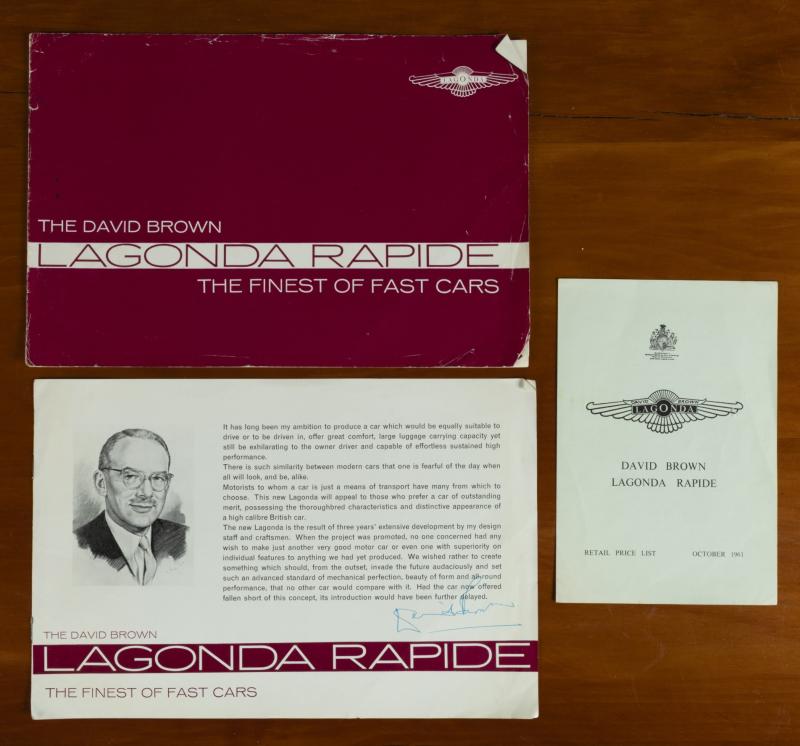 LAGONDA
THE DAVID BROWN
LAGONDA RAPIDE
THE FINEST OF FAST CARS
It has long been my ambition to produce a car which would be equally suitable to
drive or to be driven in, offer great comfort, large luggage carrying capacity yet
still be exhilarating to the owner driver and capable of effortless sustained high
performance.
There is such similarity between modern cars that one is fearful of the day when
all will look, and be, alike.
Motorists to whom a car is just a means of transport have many from which to
choose. This new Lagonda will appeal to those who prefer a car of outstanding
merit, possessing the thoroughbred characteristics and distinctive appearance of
a high calibre British car.
The new Lagonda is the result of three years' extensive development by my design
staff and craftsmen. When the project was promoted, no one concerned had any
wish to make just another very good motor car or even one with superiority on
individual features to anything we had yet produced. We wished rather to create
something which should, from the outset, invade the future audaciously and set
such an advanced standard of mechanical perfection, beauty of form and all-round
performance, that no other car would compare with it. Had the car now offered
fallen short of this concept, its introduction would have been further delayed.
David Brown
THE DAVID BROWN
LAGONDA RAPIDE
THE FINEST OF FAST CARS
DAVID BROWN
LAGONDA
DAVID BROWN
LAGONDA RAPIDE
RETAIL PRICE LIST OCTOBER 1961